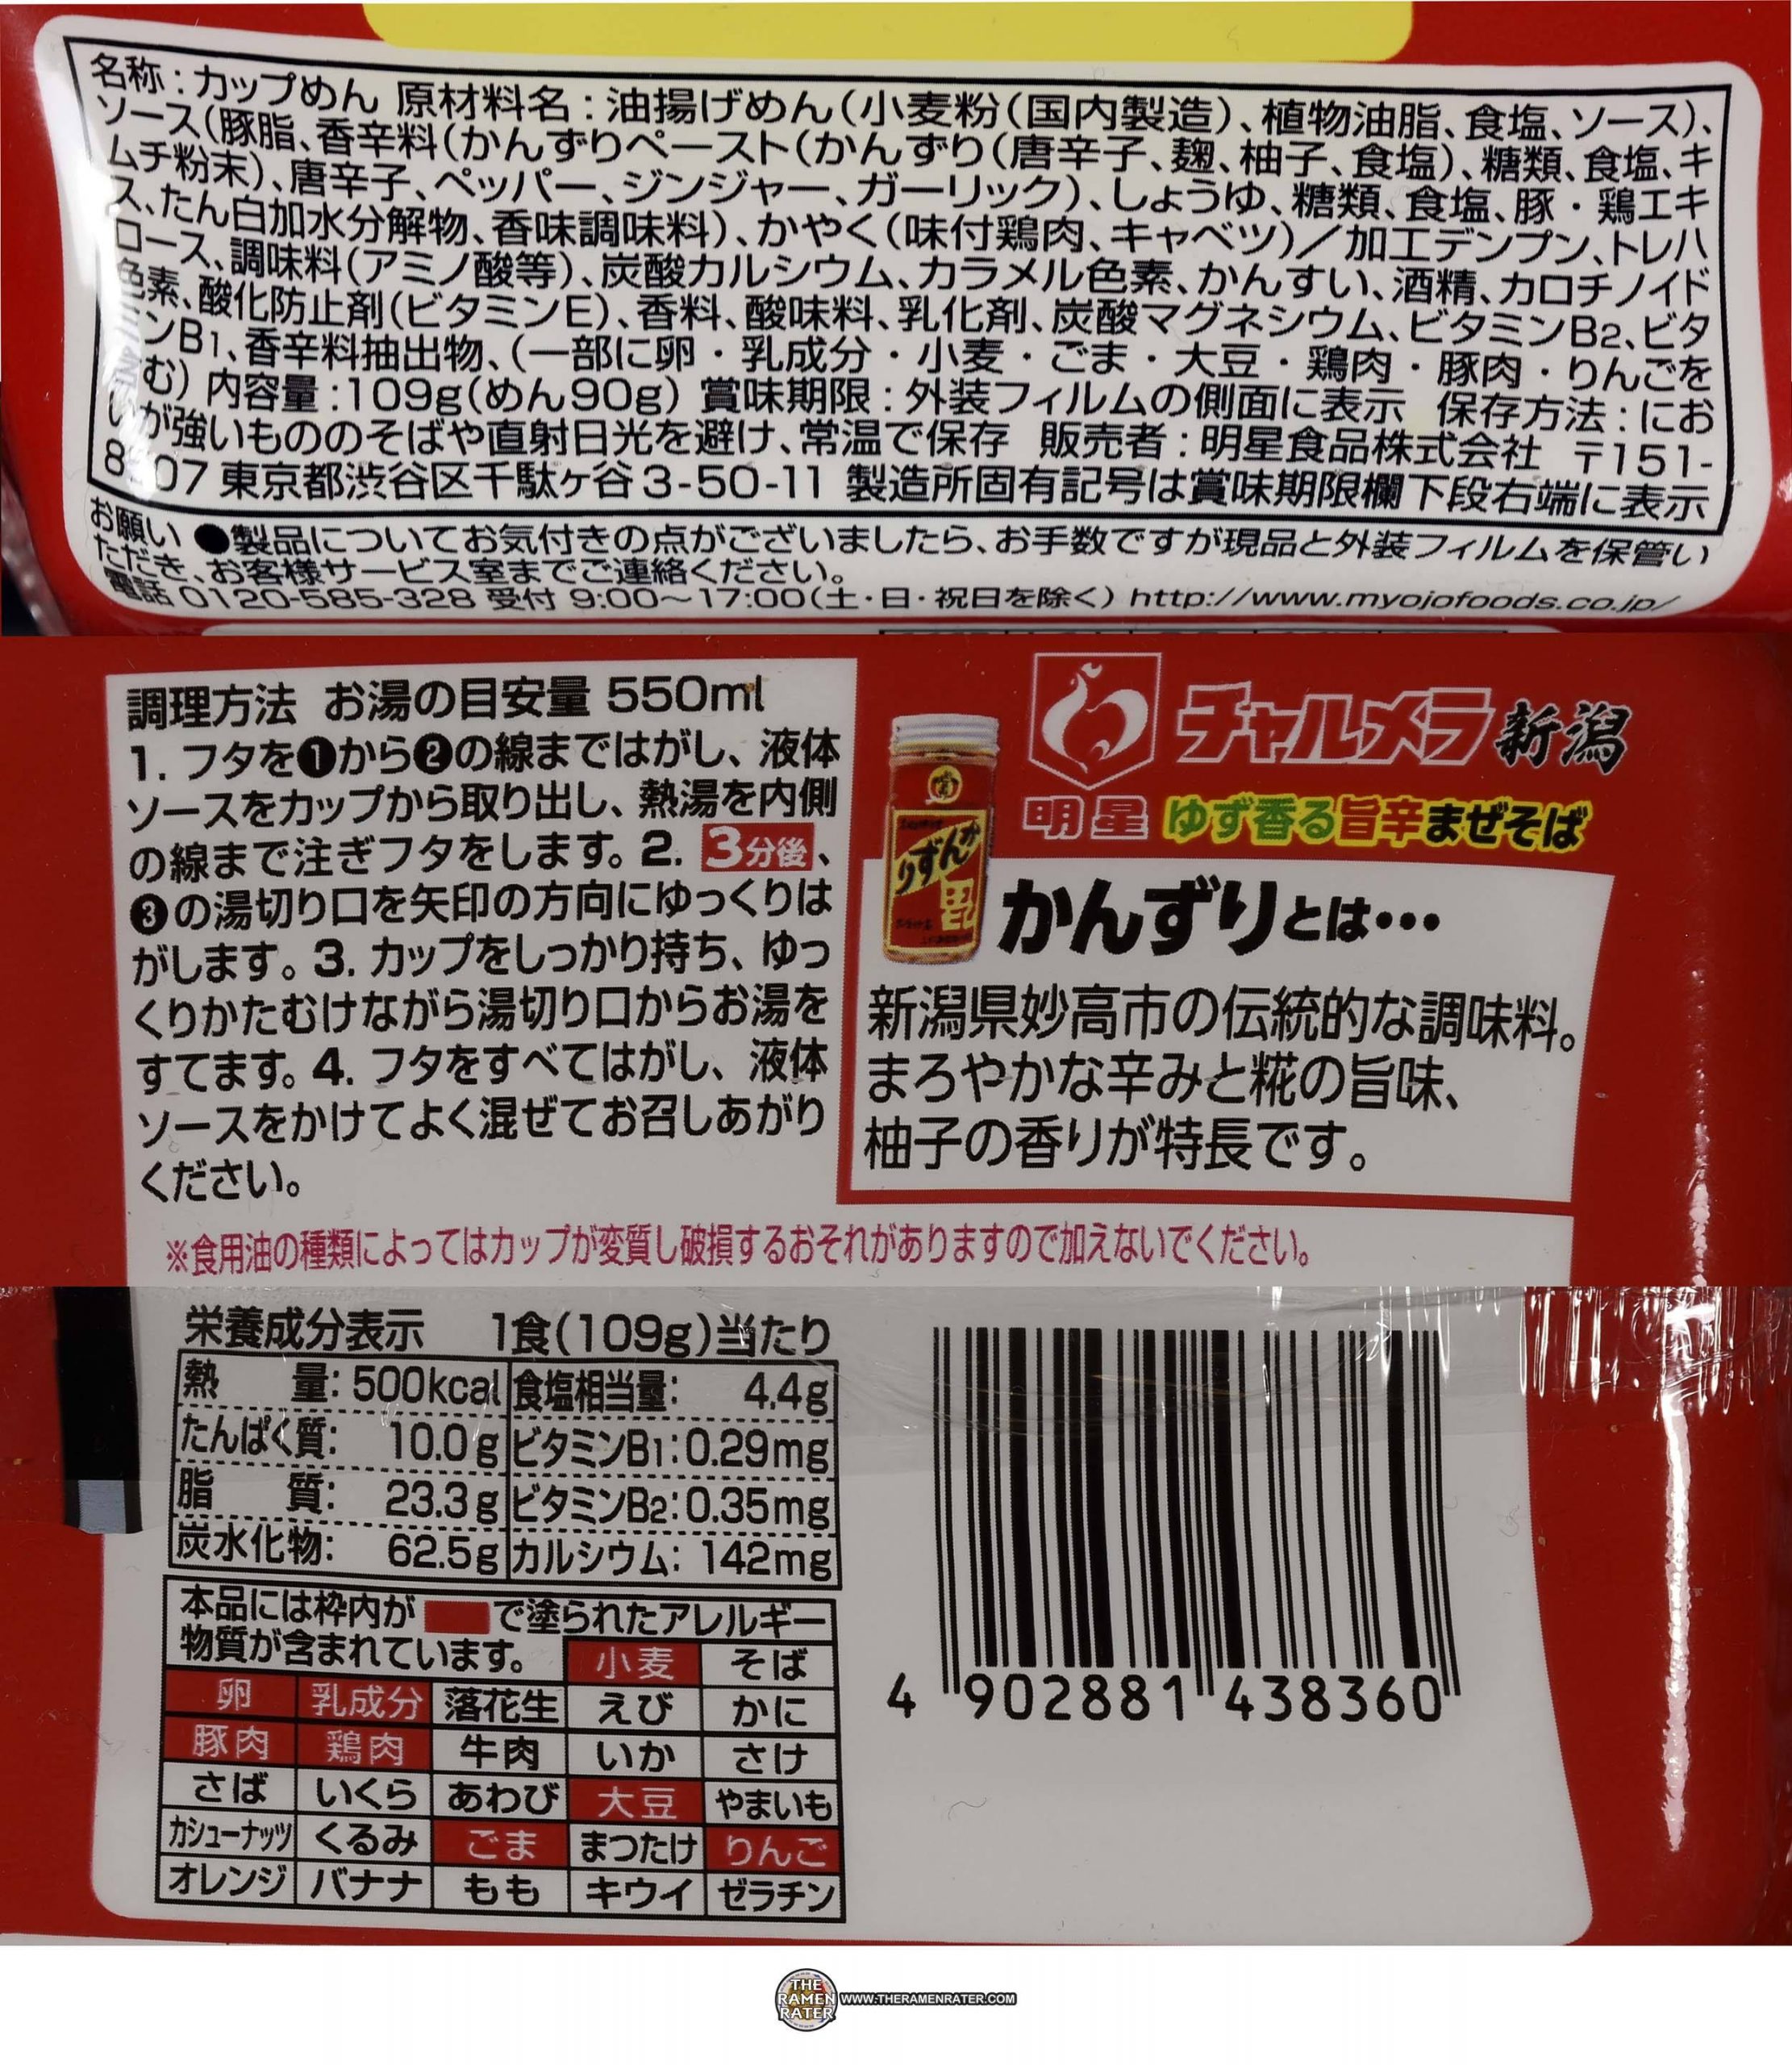 名称：カップめん 原材料名：油揚げめん（小麦粉（国内製造）、植物油脂、食塩、ソース）、
ソース（豚脂、香辛料（かんずりペースト（かんずり（唐辛子、麹、柚子、食塩）、糖類、食塩、キ
ムチ粉末）、唐辛子、ペッパー、ジンジャー、ガーリック）、しょうゆ、糖類、食塩、豚・鶏エキ
ス、たん白加水分解物、香味調味料）、かやく（味付鶏肉、キャベツ）／加工デンプン、トレハ
ロース、調味料（アミノ酸等）、炭酸カルシウム、カラメル色素、かんすい、酒精、カロチノイド
色素、酸化防止剤（ビタミンE）、香料、酸味料、乳化剤、炭酸マグネシウム、ビタミンB2、ビタ
ミンB1、香辛料抽出物、（一部に卵・乳成分・小麦・ごま・大豆・鶏肉・豚肉・りんごを
む） 内容量：109g（めん90g） 賞味期限：外装フィルムの側面に表示 保存方法：にお
いが強いもののそばや直射日光を避け、常温で保存 販売者：明星食品株式会社 〒151-
東京都渋谷区千駄ヶ谷3-50-11 製造所固有記号は賞味期限欄下段右端に表示
お願い ●製品についてお気付きの点がございましたら、お手数ですが現品と外装フィルムを保管い
ただき、お客様サービス室までご連絡ください。
電話 0120-585-328 受付 9:00～17:00（土・日・祝日を除く） http://www.myojofoods.co.jp/
調理方法 お湯の目安量 550ml
1. フタを❶から❷の線まではがし、液体
ソースをカップから取り出し、熱湯を内側
の線まで注ぎフタをします。2. 3分後、
❸の湯切り口を矢印の方向にゆっくりは
がします。3. カップをしっかり持ち、ゆっ
くりかたむけながら湯切り口からお湯を
すてます。4. フタをすべてはがし、液体
ソースをかけてよく混ぜてお召しあがり
ください。
チャルメラ 新潟
明星 ゆず香る旨辛まぜそば
かんずり
かんずりとは…
新潟県妙高市の伝統的な調味料。
まろやかな辛みと糀の旨味、
柚子の香りが特長です。
※食用油の種類によってはカップが変質し破損するおそれがありますので加えないでください。
栄養成分表示 1食（109g）当たり
熱量：500kcal 食塩相当量： 4.4g
たんぱく質： 10.0g ビタミンB1：0.29mg
脂質： 23.3g ビタミンB2：0.35mg
炭水化物： 62.5g カルシウム：142mg
本品には枠内が で塗られたアレルギー
物質が含まれています。 小麦 そば
卵 乳成分 落花生 えび かに
豚肉 鶏肉 牛肉 いか さけ
さば いくら あわび 大豆 やまいも
カシューナッツ くるみ ごま まつたけ りんご
オレンジ バナナ もも キウイ ゼラチン
4 902881 438360
THE
RAMEN
RATER
WWW.THERAMENRATER.COM